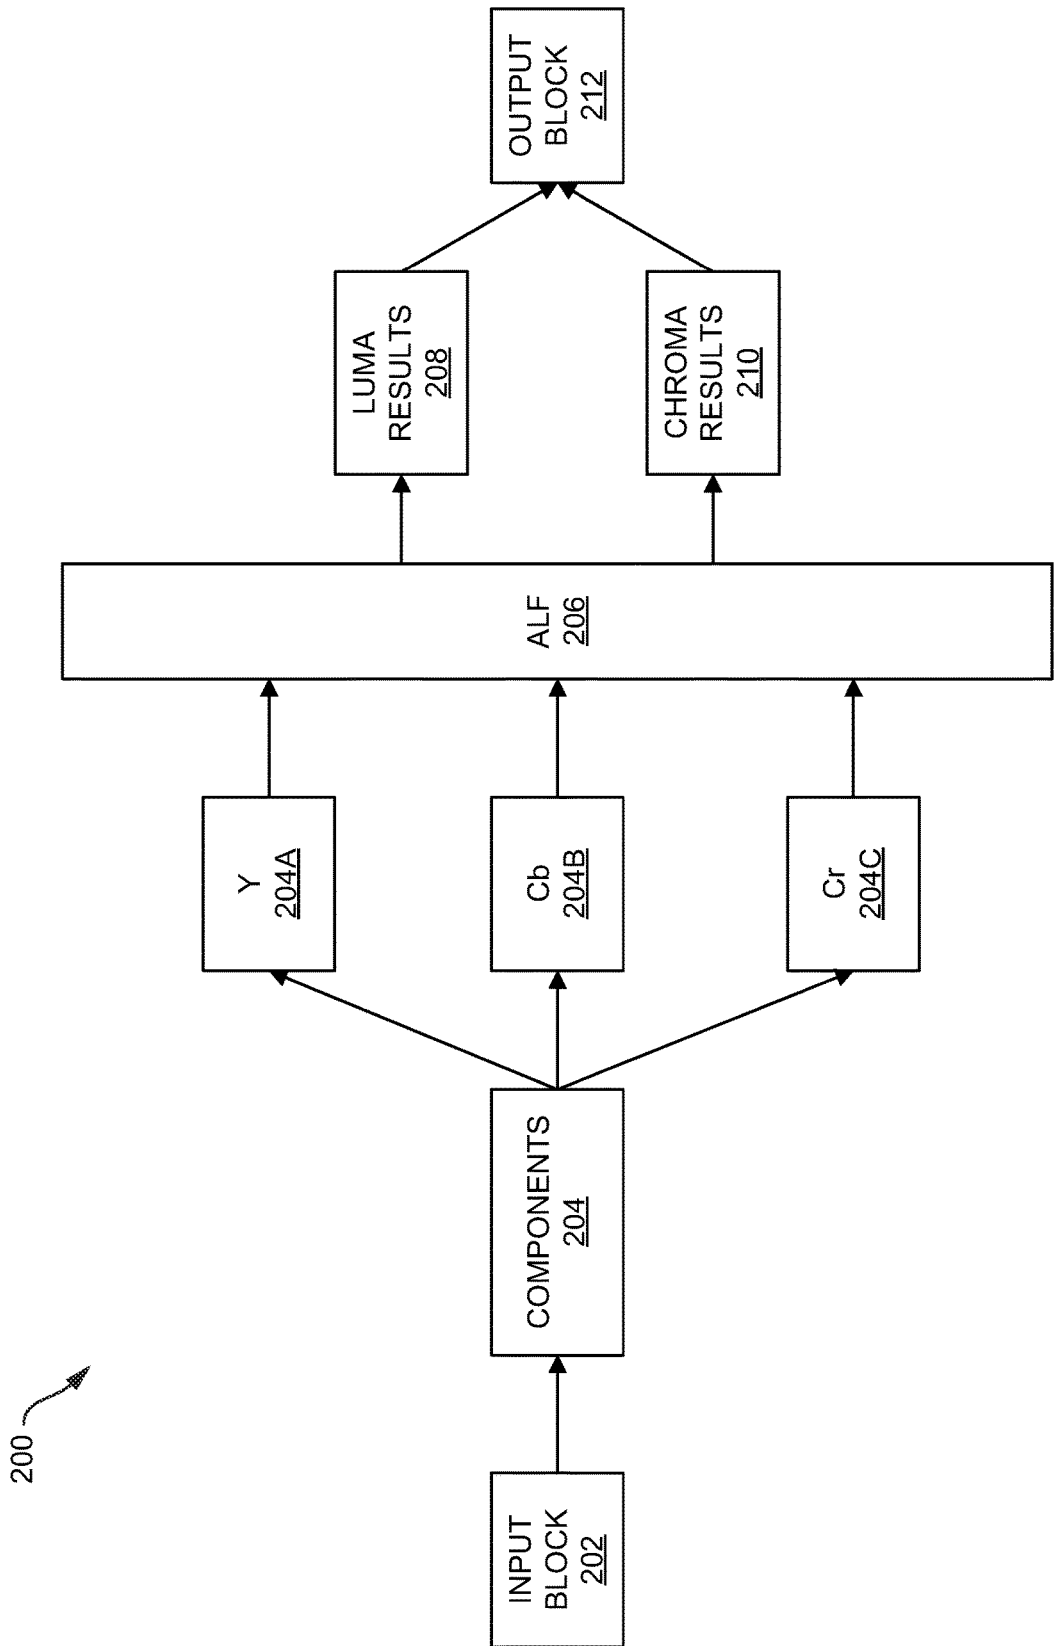 200
INPUT
BLOCK
202
COMPONENTS
204
Y
204A
Cb
204B
Cr
204C
ALF
206
LUMA
RESULTS
208
CHROMA
RESULTS
210
OUTPUT
BLOCK
212